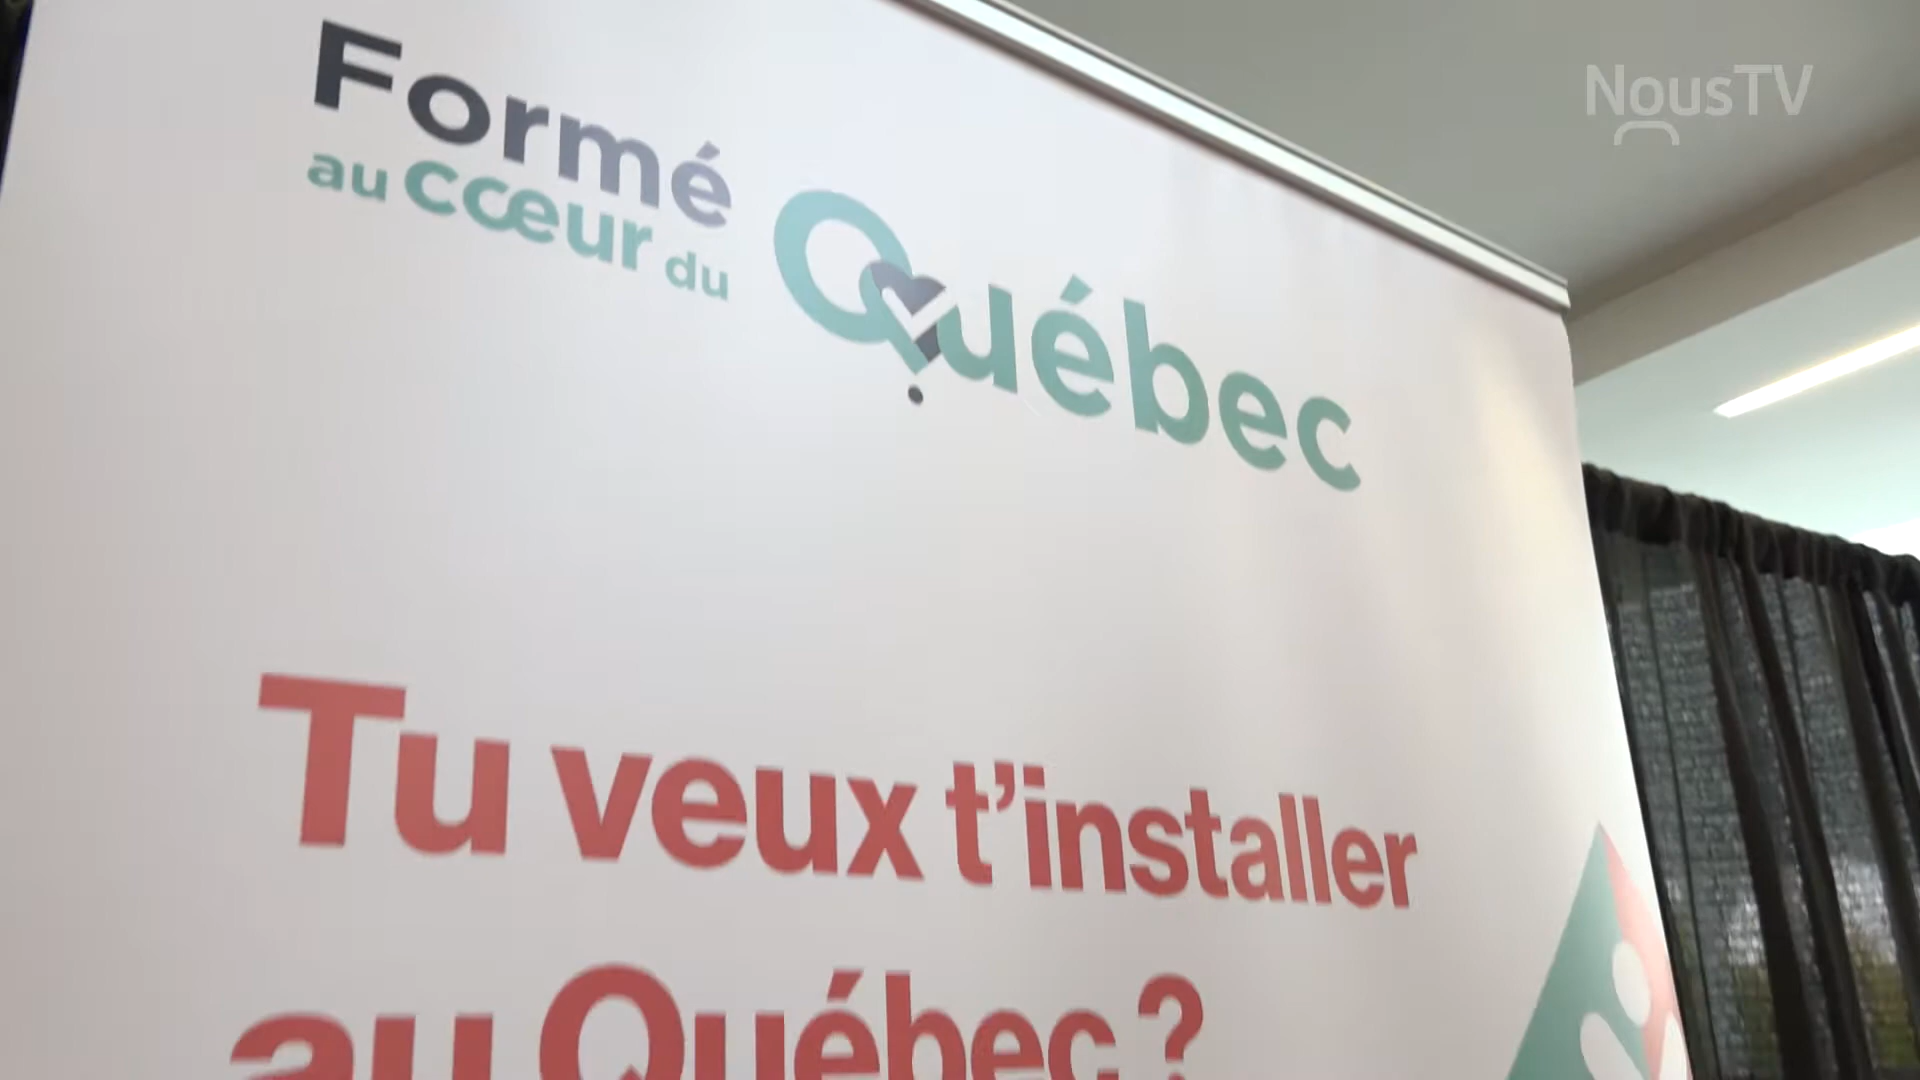 NousTV
Formé
au cœur du
Québec
Tu veux t'installer
au Québec ?